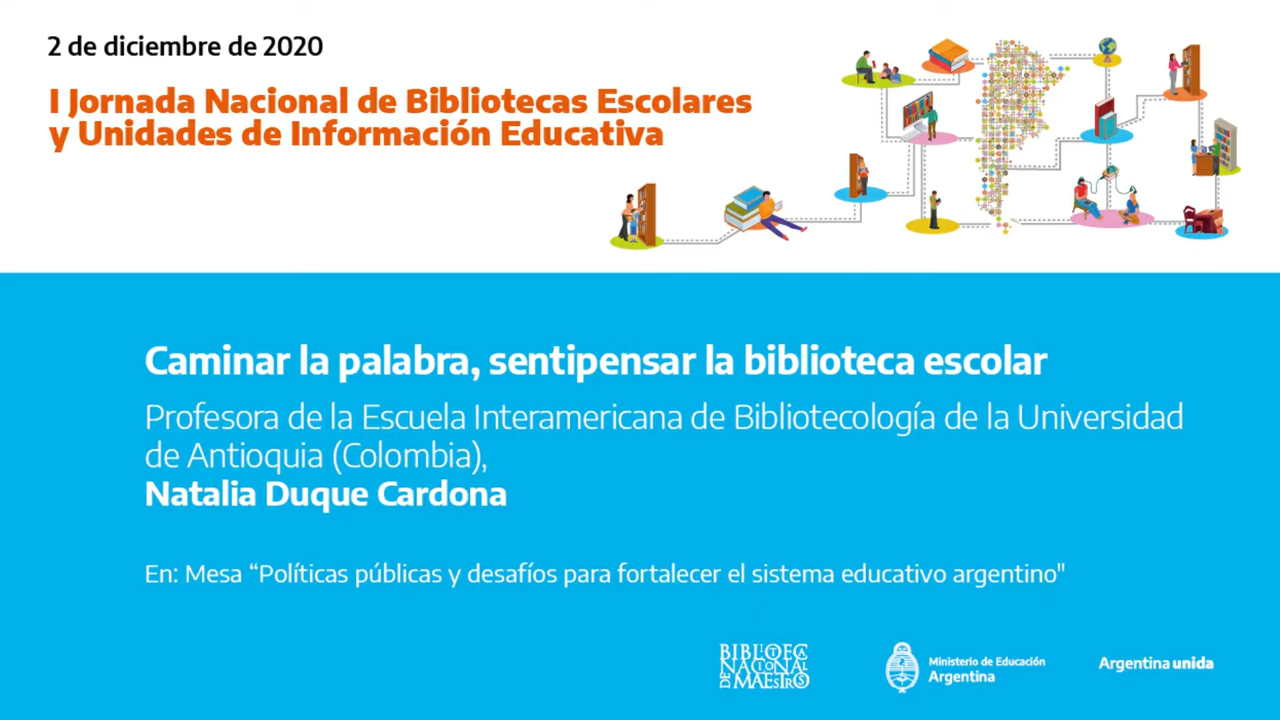 2 de diciembre de 2020
I Jornada Nacional de Bibliotecas Escolares
y Unidades de Información Educativa
Caminar la palabra, sentipensar la biblioteca escolar
Profesora de la Escuela Interamericana de Bibliotecología de la Universidad
de Antioquia (Colombia),
Natalia Duque Cardona
En: Mesa “Políticas públicas y desafíos para fortalecer el sistema educativo argentino"
BIBLIOTECA
NACIONAL
DE MAESTROS
Ministerio de Educación
Argentina
Argentina unida